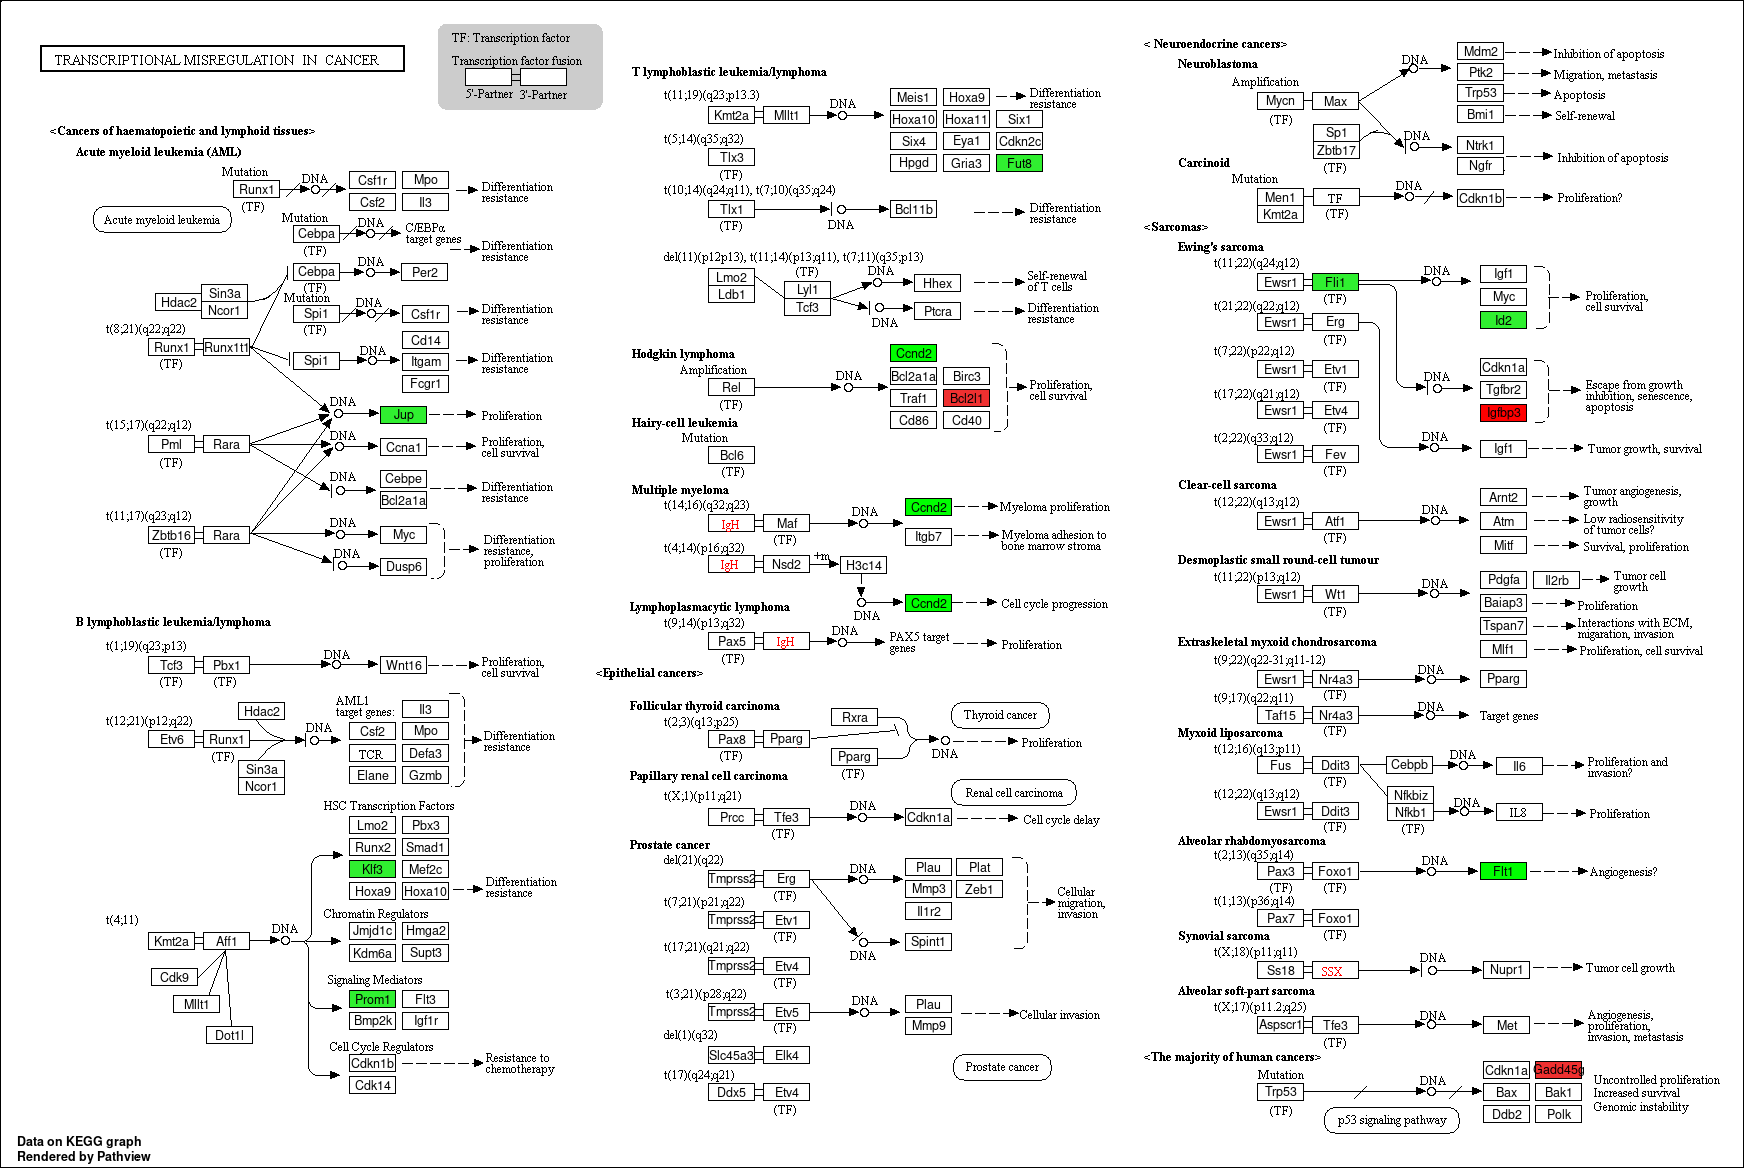 TRANSCRIPTIONAL MISREGULATION IN CANCER
TF: Transcription factor
Transcription factor fusion
5'-Partner 3'-Partner
<Cancers of haematopoietic and lymphoid tissues>
Acute myeloid leukemia (AML)
Mutation
Runx1
(TF)
DNA
Csf1r Mpo
Csf2 Il3
Differentiation
resistance
Acute myeloid leukemia
Mutation
Cebpa
(TF)
DNA
C/EBPα
target genes
Differentiation
resistance
Cebpa
(TF)
DNA
Per2
Hdac2
Sin3a
Ncor1
Mutation
Spi1
(TF)
DNA
Csf1r
Differentiation
resistance
t(8;21)(q22;q22)
Runx1 Runx1t1
(TF)
Spi1
DNA
Cd14
Itgam
Fcgr1
Differentiation
resistance
DNA
Jup
Proliferation
t(15;17)(q22;q12)
Pml Rara
(TF)
DNA
Ccna1
Proliferation,
cell survival
DNA
Cebpe
Bcl2a1a
Differentiation
resistance
t(11;17)(q23;q12)
Zbtb16 Rara
(TF)
DNA
Myc
DNA
Dusp6
Differentiation
resistance,
proliferation
B lymphoblastic leukemia/lymphoma
t(1;19)(q23;p13)
Tcf3 Pbx1
(TF) (TF)
DNA
Wnt16
Proliferation,
cell survival
t(12;21)(p12;q22)
Etv6 Runx1
(TF)
Hdac2
Sin3a
Ncor1
DNA
AML1
target genes:
Il3
Csf2 Mpo
TCR Defa3
Elane Gzmb
Differentiation
resistance
HSC Transcription Factors
Lmo2 Pbx3
Runx2 Smad1
Klf3 Mef2c
Hoxa9 Hoxa10
Differentiation
resistance
t(4;11)
Kmt2a Aff1
DNA
Cdk9
Mllt1
Dot1l
Chromatin Regulators
Jmjd1c Hmga2
Kdm6a Supt3
Signaling Mediators
Prom1 Flt3
Bmp2k Igf1r
Cell Cycle Regulators
Cdkn1b
Cdk14
Resistance to
chemotherapy
T lymphoblastic leukemia/lymphoma
t(11;19)(q23;p13.3)
Kmt2a Mllt1
DNA
Meis1 Hoxa9
Hoxa10 Hoxa11 Six1
Six4 Eya1 Cdkn2c
Hpgd Gria3 Fut8
Differentiation
resistance
t(5;14)(q35;q32)
Tlx3
(TF)
t(10;14)(q24;q11), t(7;10)(q35;q24)
Tlx1
(TF)
DNA
Bcl11b
Differentiation
resistance
del(11)(p12p13), t(11;14)(p13;q11), t(7;11)(q35;p13)
Lmo2
Ldb1
(TF)
Lyl1
Tcf3
DNA
Hhex
Self-renewal
of T cells
DNA
Ptcra
Differentiation
resistance
Hodgkin lymphoma
Amplification
Rel
(TF)
DNA
Ccnd2
Bcl2a1a Birc3
Traf1 Bcl2l1
Cd86 Cd40
Proliferation,
cell survival
Hairy-cell leukemia
Mutation
Bcl6
(TF)
Multiple myeloma
t(14;16)(q32;q23)
IgH Maf
(TF)
DNA
Ccnd2
Myeloma proliferation
Itgb7
Myeloma adhesion to
bone marrow stroma
t(4;14)(p16;q32)
IgH Nsd2
+m
H3c14
DNA
Ccnd2
Cell cycle progression
Lymphoplasmacytic lymphoma
t(9;14)(p13;q32)
Pax5 IgH
(TF)
DNA
PAX5 target
genes
Proliferation
<Epithelial cancers>
Follicular thyroid carcinoma
t(2;3)(q13;p25)
Pax8 Pparg
(TF)
Rxra
Pparg
(TF)
DNA
Thyroid cancer
Proliferation
Papillary renal cell carcinoma
t(X;1)(p11;q21)
Prcc Tfe3
(TF)
DNA
Cdkn1a
Renal cell carcinoma
Cell cycle delay
Prostate cancer
del(21)(q22)
Tmprss2 Erg
(TF)
DNA
Plau Plat
Mmp3 Zeb1
Il1r2
DNA
Spint1
Cellular
migration,
invasion
t(7;21)(p21;q22)
Tmprss2 Etv1
(TF)
t(17;21)(q21;q22)
Tmprss2 Etv4
(TF)
t(3;21)(p28;q22)
Tmprss2 Etv5
(TF)
DNA
Plau
Mmp9
Cellular invasion
del(1)(q32)
Slc45a3 Elk4
t(17)(q24;q21)
Ddx5 Etv4
(TF)
Prostate cancer
< Neuroendocrine cancers>
Neuroblastoma
Amplification
Mycn Max
(TF)
DNA
Mdm2
Inhibition of apoptosis
Ptk2
Migration, metastasis
Trp53
Apoptosis
Bmi1
Self-renewal
Sp1
Zbtb17
(TF)
DNA
Ntrk1
Ngfr
Inhibition of apoptosis
Carcinoid
Mutation
Men1 TF
Kmt2a (TF)
DNA
Cdkn1b
Proliferation?
<Sarcomas>
Ewing's sarcoma
t(11;22)(q24;q12)
Ewsr1 Fli1
(TF)
DNA
Igf1
Myc
Id2
Proliferation,
cell survival
t(21;22)(q22;q12)
Ewsr1 Erg
(TF)
t(7;22)(p22;q12)
Ewsr1 Etv1
(TF)
DNA
Cdkn1a
Tgfbr2
Igfbp3
Escape from growth
inhibition, senescence,
apoptosis
t(17;22)(q21;q12)
Ewsr1 Etv4
(TF)
t(2;22)(q33;q12)
Ewsr1 Fev
(TF)
DNA
Igf1
Tumor growth, survival
Clear-cell sarcoma
t(12;22)(q13;q12)
Ewsr1 Atf1
(TF)
DNA
Arnt2
Tumor angiogenesis,
growth
Atm
Low radiosensitivity
of tumor cells?
Mitf
Survival, proliferation
Desmoplastic small round-cell tumour
t(11;22)(p13;q12)
Ewsr1 Wt1
(TF)
DNA
Pdgfa Il2rb
Tumor cell
growth
Baiap3
Proliferation
Tspan7
Interactions with ECM,
migaration, invasion
Mlf1
Proliferation, cell survival
Extraskeletal myxoid chondrosarcoma
t(9;22)(q22-31;q11-12)
Ewsr1 Nr4a3
(TF)
DNA
Pparg
t(9;17)(q22;q11)
Taf15 Nr4a3
(TF)
DNA
Target genes
Myxoid liposarcoma
t(12;16)(q13;p11)
Fus Ddit3
(TF)
Cebpb
DNA
Il6
Proliferation and
invasion?
t(12;22)(q13;q12)
Ewsr1 Ddit3
(TF)
Nfkbiz
Nfkb1
(TF)
DNA
IL8
Proliferation
Alveolar rhabdomyosarcoma
t(2;13)(q35;q14)
Pax3 Foxo1
(TF) (TF)
DNA
Flt1
Angiogenesis?
t(1;13)(p36;q14)
Pax7 Foxo1
(TF)
Synovial sarcoma
t(X;18)(p11;q11)
Ss18 SSX
DNA
Nupr1
Tumor cell growth
Alveolar soft-part sarcoma
t(X;17)(p11.2;q25)
Aspscr1 Tfe3
(TF)
DNA
Met
Angiogenesis,
proliferation,
invasion, metastasis
<The majority of human cancers>
Mutation
Trp53
(TF)
DNA
Cdkn1a Gadd45g
Bax Bak1
Ddb2 Polk
Uncontrolled proliferation
Increased survival
Genomic instability
p53 signaling pathway
Data on KEGG graph
Rendered by Pathview